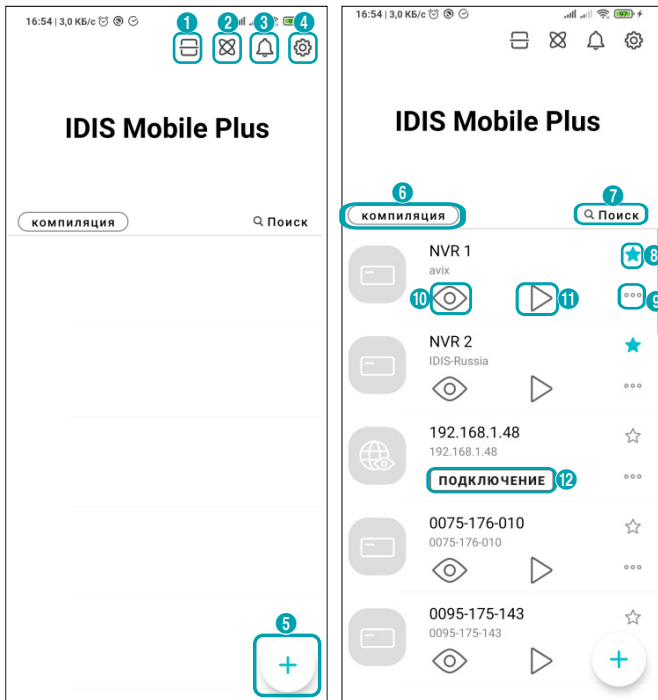 16:54 | 3,0 КБ/с
1
2
3
4
IDIS Mobile Plus
компиляция
Поиск
5
+
16:54 | 3,0 КБ/с
97
IDIS Mobile Plus
6
7
компиляция
Поиск
NVR 1
8
avix
10
11
9
NVR 2
IDIS-Russia
192.168.1.48
192.168.1.48
ПОДКЛЮЧЕНИЕ
12
0075-176-010
0075-176-010
0095-175-143
0095-175-143
+